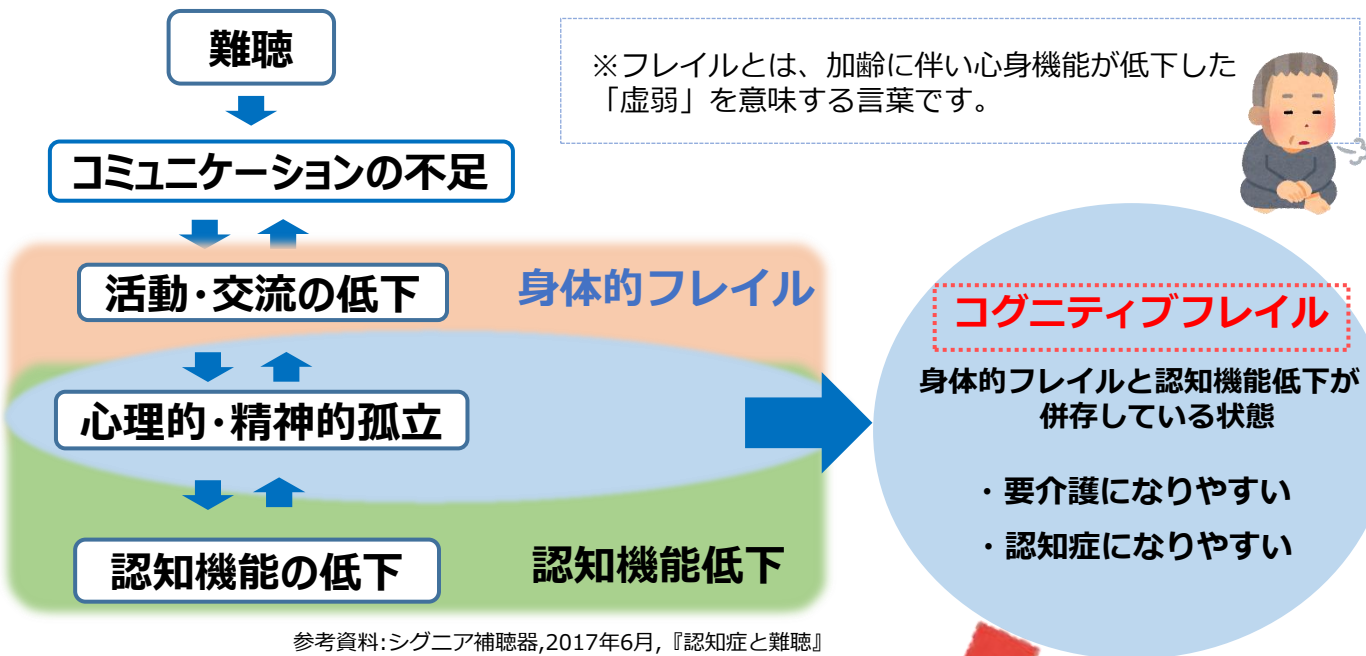 難聴
※フレイルとは、加齢に伴い心身機能が低下した
「虚弱」を意味する言葉です。
コミュニケーションの不足
活動・交流の低下
身体的フレイル
心理的・精神的孤立
認知機能の低下
認知機能低下
コグニティブフレイル
身体的フレイルと認知機能低下が
併存している状態
・要介護になりやすい
・認知症になりやすい
参考資料:シグニア補聴器,2017年6月,『認知症と難聴』